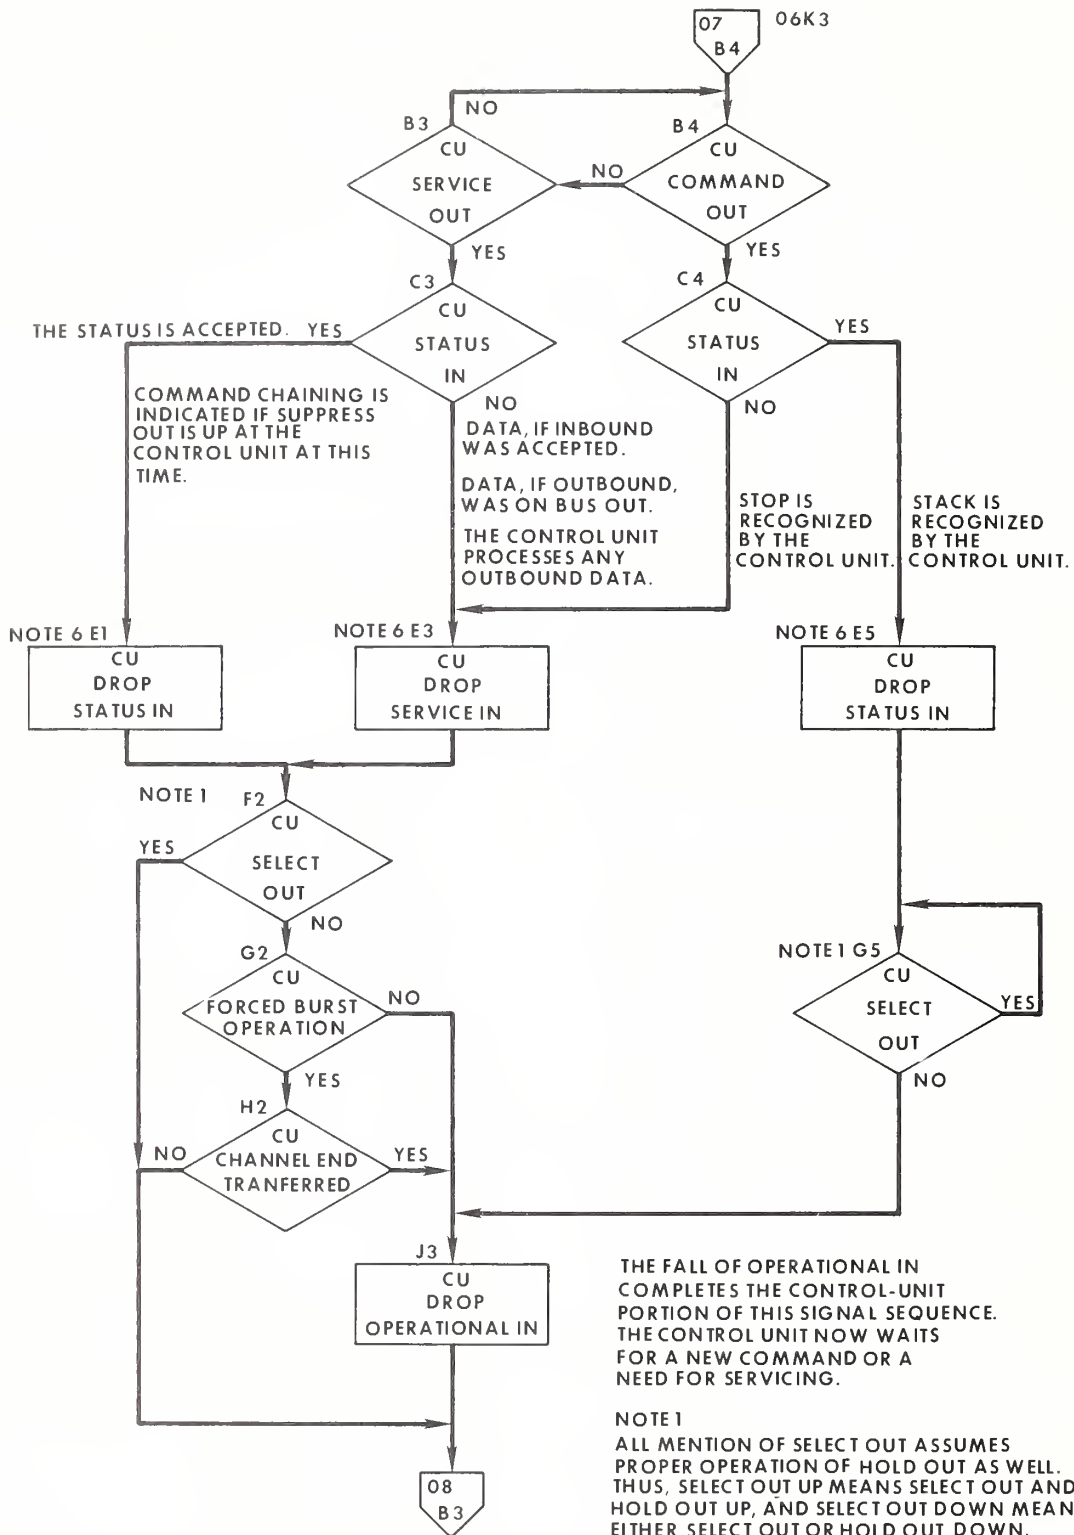 07
B4
06K3
NO
B3
CU
SERVICE
OUT
NO
B4
CU
COMMAND
OUT
YES
YES
C3
CU
STATUS
IN
C4
CU
STATUS
IN
THE STATUS IS ACCEPTED. YES
YES
NO
NO
COMMAND CHAINING IS
INDICATED IF SUPPRESS
OUT IS UP AT THE
CONTROL UNIT AT THIS
TIME.
DATA, IF INBOUND
WAS ACCEPTED.
DATA, IF OUTBOUND,
WAS ON BUS OUT.
THE CONTROL UNIT
PROCESSES ANY
OUTBOUND DATA.
STOP IS
RECOGNIZED
BY THE
CONTROL UNIT.
STACK IS
RECOGNIZED
BY THE
CONTROL UNIT.
NOTE 6 E1
CU
DROP
STATUS IN
NOTE 6 E3
CU
DROP
SERVICE IN
NOTE 6 E5
CU
DROP
STATUS IN
NOTE 1
F2
CU
SELECT
OUT
YES
NO
G2
CU
FORCED BURST
OPERATION
NO
YES
NOTE 1 G5
CU
SELECT
OUT
YES
NO
H2
CU
CHANNEL END
TRANFERRED
NO
YES
J3
CU
DROP
OPERATIONAL IN
THE FALL OF OPERATIONAL IN
COMPLETES THE CONTROL-UNIT
PORTION OF THIS SIGNAL SEQUENCE.
THE CONTROL UNIT NOW WAITS
FOR A NEW COMMAND OR A
NEED FOR SERVICING.
NOTE 1
ALL MENTION OF SELECT OUT ASSUMES
PROPER OPERATION OF HOLD OUT AS WELL.
THUS, SELECT OUT UP MEANS SELECT OUT AND
HOLD OUT UP, AND SELECT OUT DOWN MEAN
EITHER SELECT OUT OR HOLD OUT DOWN.
08
B3